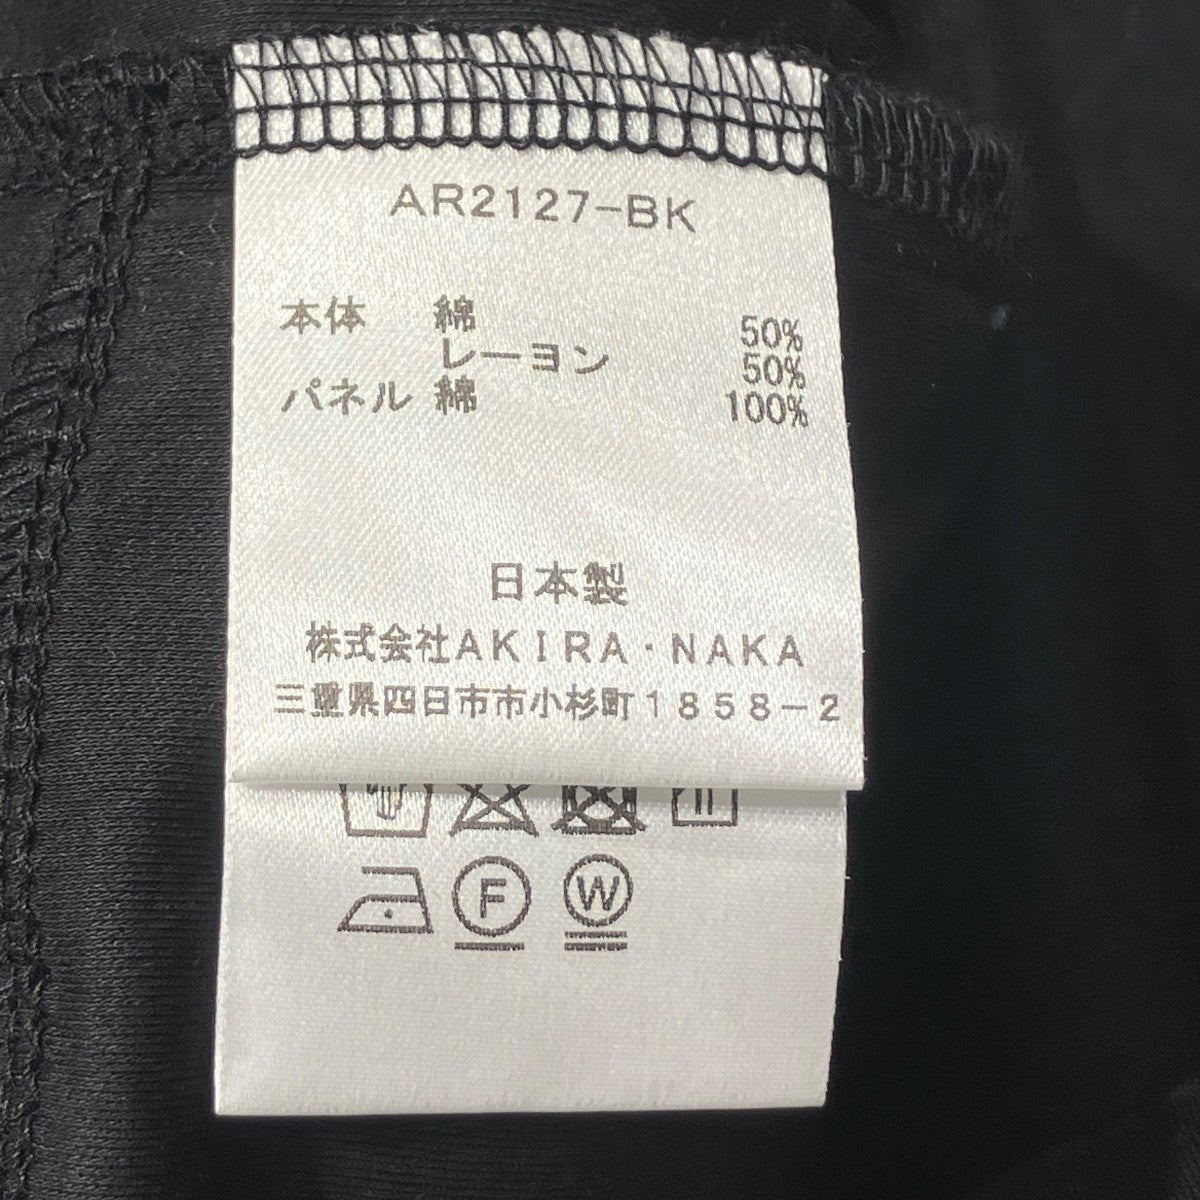 AR2127-BK
本体 綿 50%
レーヨン 50%
パネル 綿 100%
日本製
株式会社AKIRA・NAKA
三重県四日市市小杉町1858-2
F W